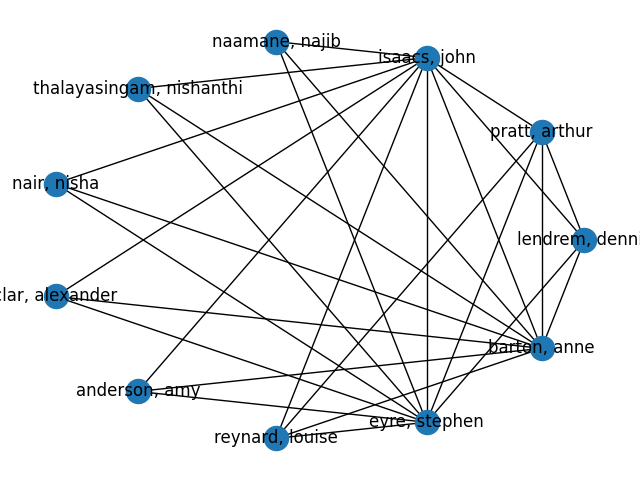 naamane, najib
isaacs, john
thalayasingam, nishanthi
pratt, arthur
nair, nisha
lendrem, denni
clar, alexander
barton, anne
anderson, amy
eyre, stephen
reynard, louise